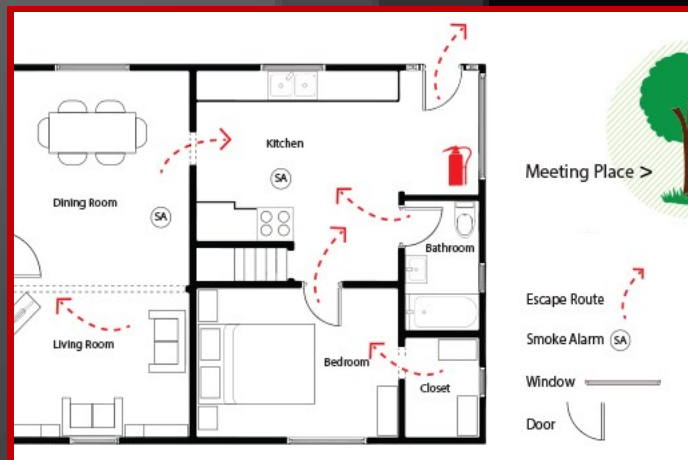 Kitchen
SA
Dining Room
SA
Bathroom
Living Room
Bedroom
Closet
Meeting Place >
Escape Route
Smoke Alarm SA
Window
Door